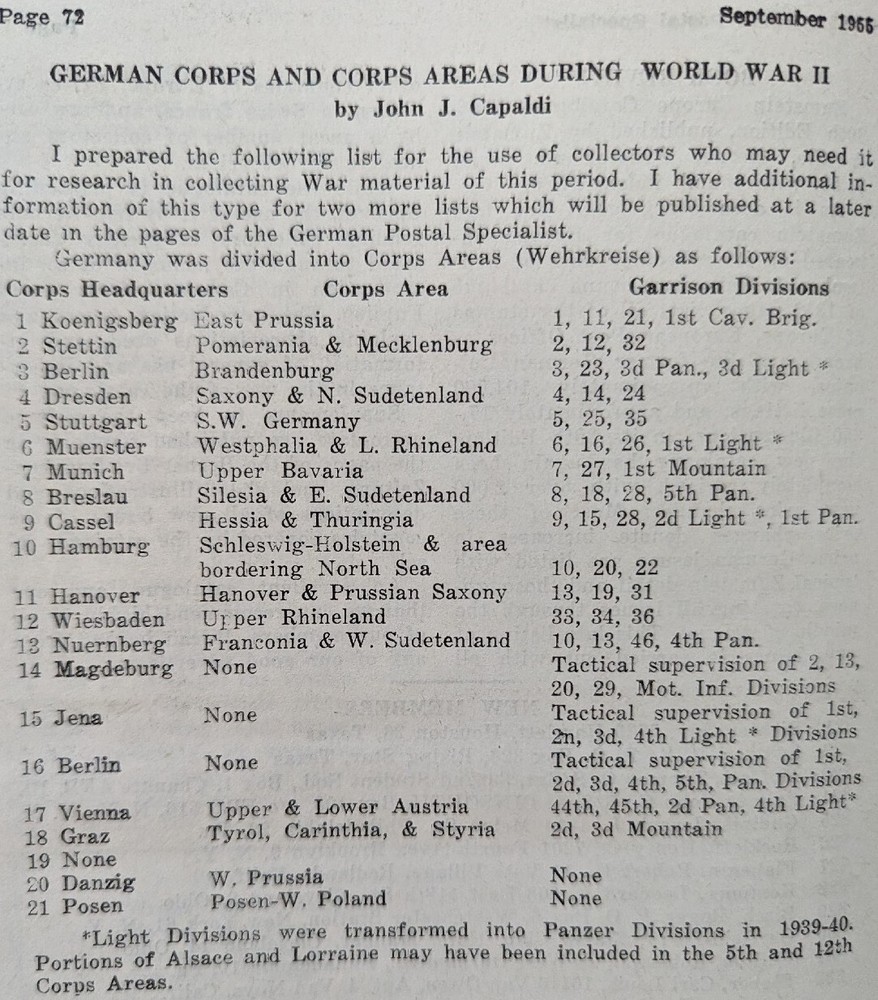 Page 72 September 1955
GERMAN CORPS AND CORPS AREAS DURING WORLD WAR II
by John J. Capaldi
I prepared the following list for the use of collectors who may need it
for research in collecting War material of this period. I have additional in-
formation of this type for two more lists which will be published at a later
date in the pages of the German Postal Specialist.
Germany was divided into Corps Areas (Wehrkreise) as follows:
Corps Headquarters Corps Area Garrison Divisions
1 Koenigsberg East Prussia 1, 11, 21, 1st Cav. Brig.
2 Stettin Pomerania & Mecklenburg 2, 12, 32
3 Berlin Brandenburg 3, 23, 3d Pan., 3d Light *
4 Dresden Saxony & N. Sudetenland 4, 14, 24
5 Stuttgart S.W. Germany 5, 25, 35
6 Muenster Westphalia & L. Rhineland 6, 16, 26, 1st Light *
7 Munich Upper Bavaria 7, 27, 1st Mountain
8 Breslau Silesia & E. Sudetenland 8, 18, 28, 5th Pan.
9 Cassel Hessia & Thuringia 9, 15, 28, 2d Light *, 1st Pan.
10 Hamburg Schleswig-Holstein & area
bordering North Sea 10, 20, 22
11 Hanover Hanover & Prussian Saxony 13, 19, 31
12 Wiesbaden Upper Rhineland 33, 34, 36
13 Nuernberg Franconia & W. Sudetenland 10, 13, 46, 4th Pan.
14 Magdeburg None Tactical supervision of 2, 13,
20, 29, Mot. Inf. Divisions
15 Jena None Tactical supervision of 1st,
2n, 3d, 4th Light * Divisions
16 Berlin None Tactical supervision of 1st,
2d, 3d, 4th, 5th, Pan. Divisions
17 Vienna Upper & Lower Austria 44th, 45th, 2d Pan, 4th Light*
18 Graz Tyrol, Carinthia, & Styria 2d, 3d Mountain
19 None
20 Danzig W. Prussia None
21 Posen Posen-W. Poland None
*Light Divisions were transformed into Panzer Divisions in 1939-40.
Portions of Alsace and Lorraine may have been included in the 5th and 12th
Corps Areas.